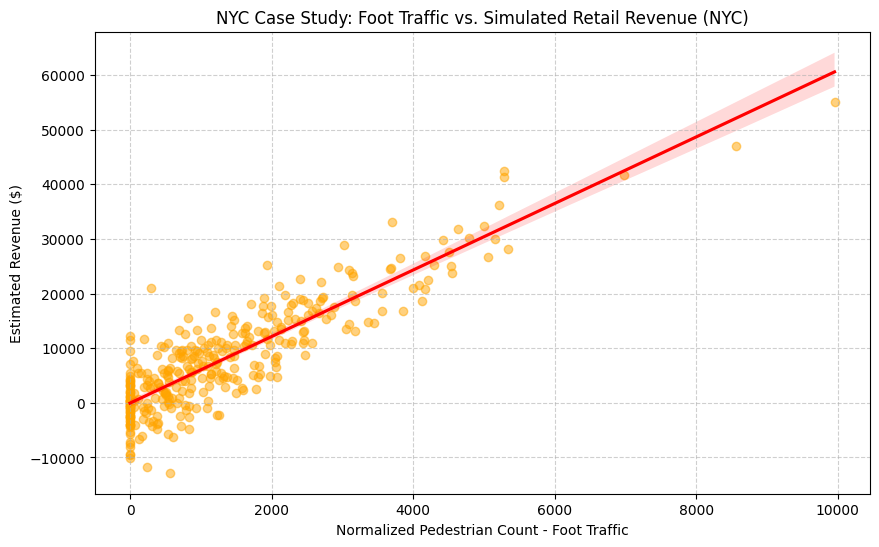 NYC Case Study: Foot Traffic vs. Simulated Retail Revenue (NYC)
Estimated Revenue ($)
60000
50000
40000
30000
20000
10000
0
−10000
0 2000 4000 6000 8000 10000
Normalized Pedestrian Count - Foot Traffic